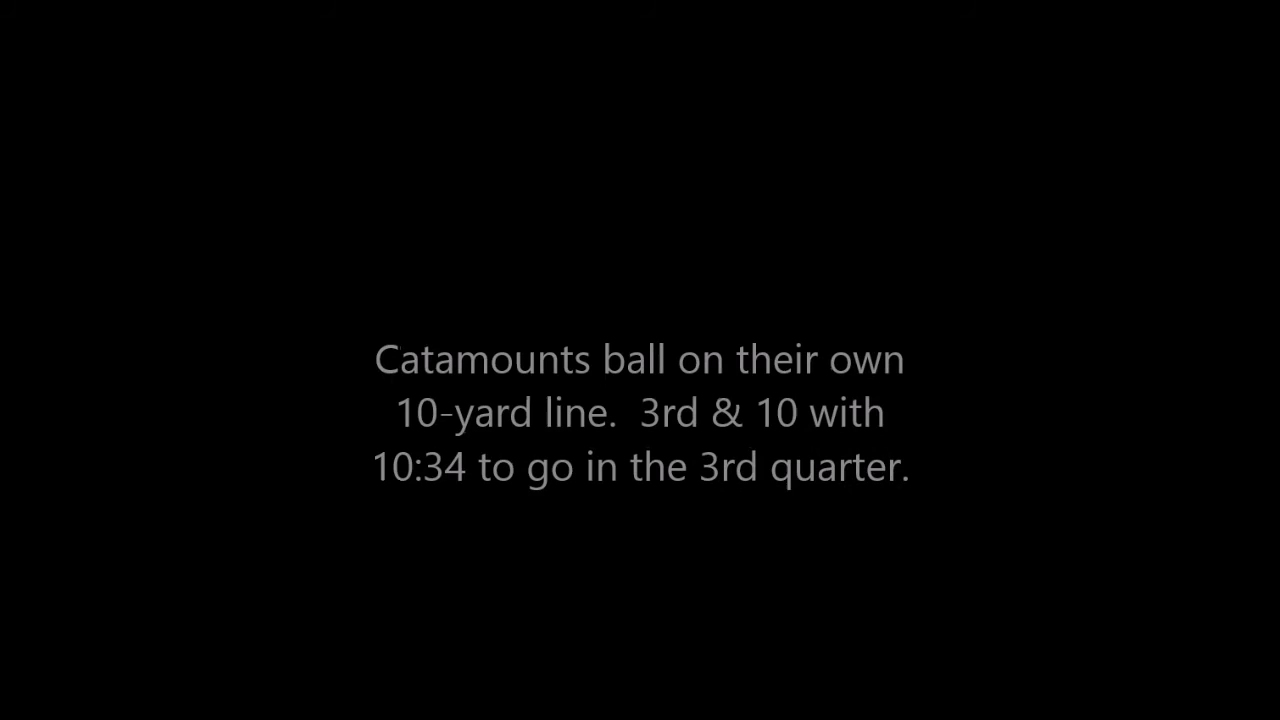 Catamounts ball on their own
10-yard line.  3rd & 10 with
10:34 to go in the 3rd quarter.